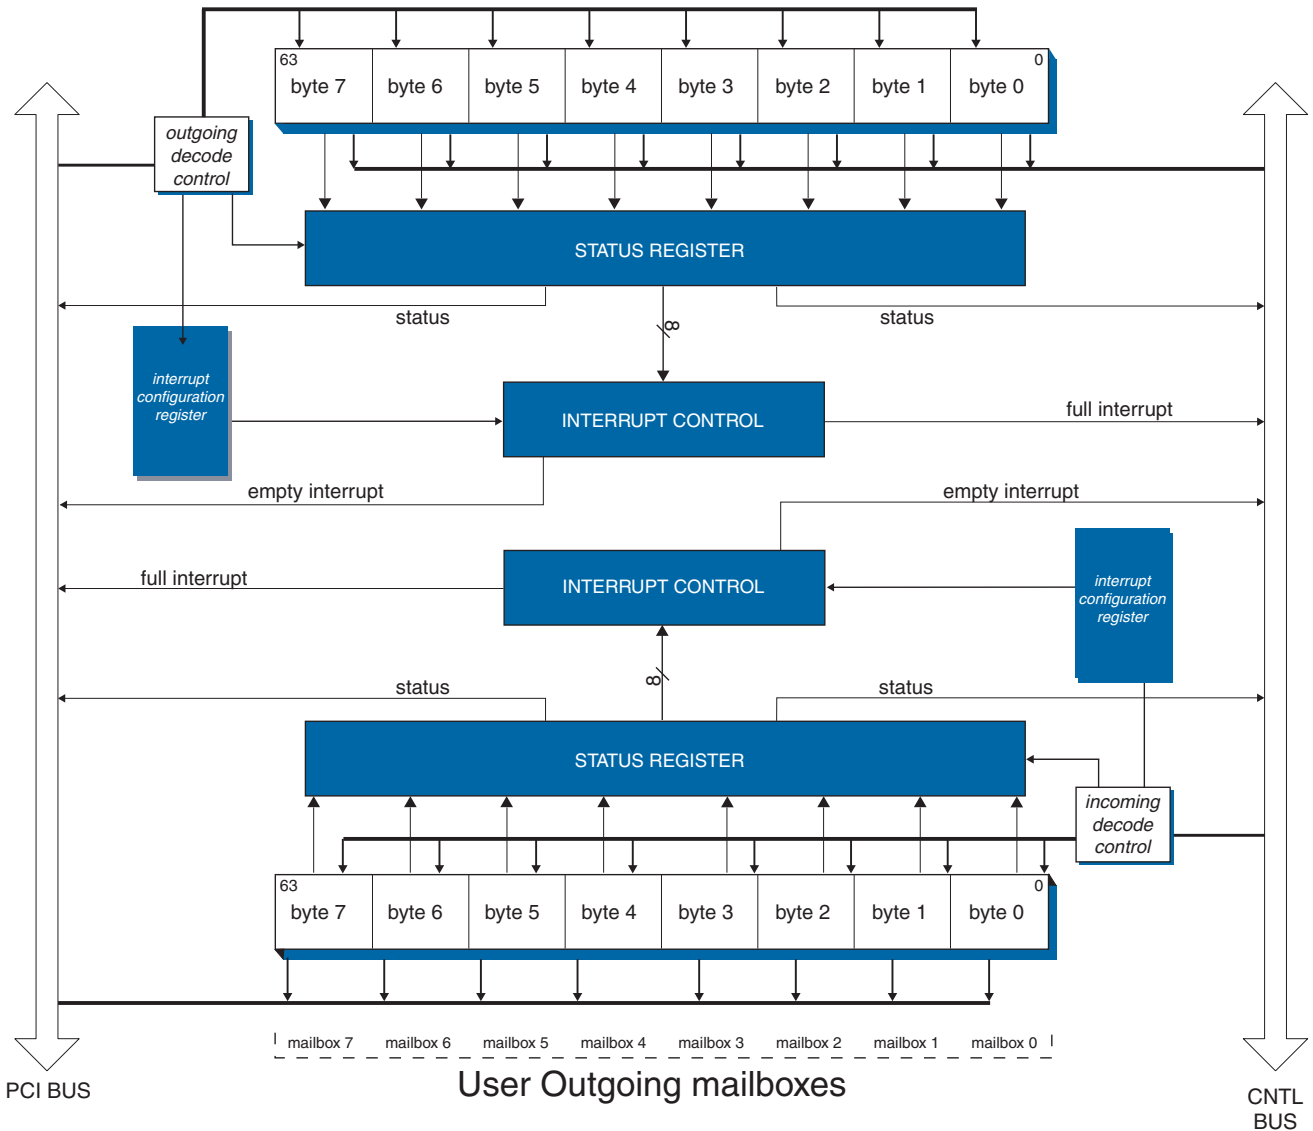 63 0
byte 7 byte 6 byte 5 byte 4 byte 3 byte 2 byte 1 byte 0
outgoing
decode
control
STATUS REGISTER
status status
8
interrupt
configuration
register
INTERRUPT CONTROL
full interrupt
empty interrupt
empty interrupt
full interrupt
INTERRUPT CONTROL
interrupt
configuration
register
8
status status
STATUS REGISTER
incoming
decode
control
63 0
byte 7 byte 6 byte 5 byte 4 byte 3 byte 2 byte 1 byte 0
mailbox 7 mailbox 6 mailbox 5 mailbox 4 mailbox 3 mailbox 2 mailbox 1 mailbox 0
User Outgoing mailboxes
PCI BUS
CNTL
BUS